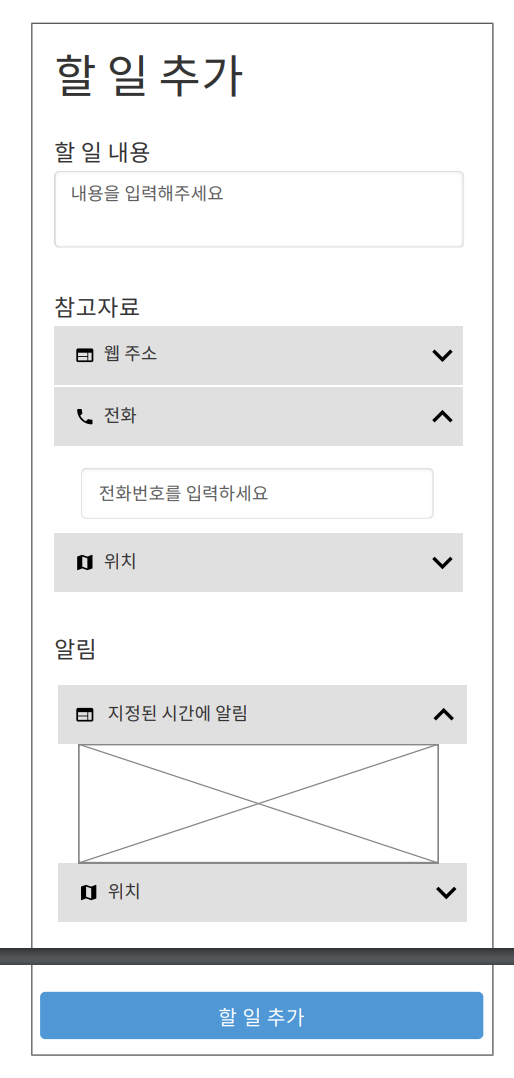 할 일 추가
할 일 내용
내용을 입력해주세요
참고자료
웹 주소
전화
전화번호를 입력하세요
위치
알림
지정된 시간에 알림
위치
할 일 추가